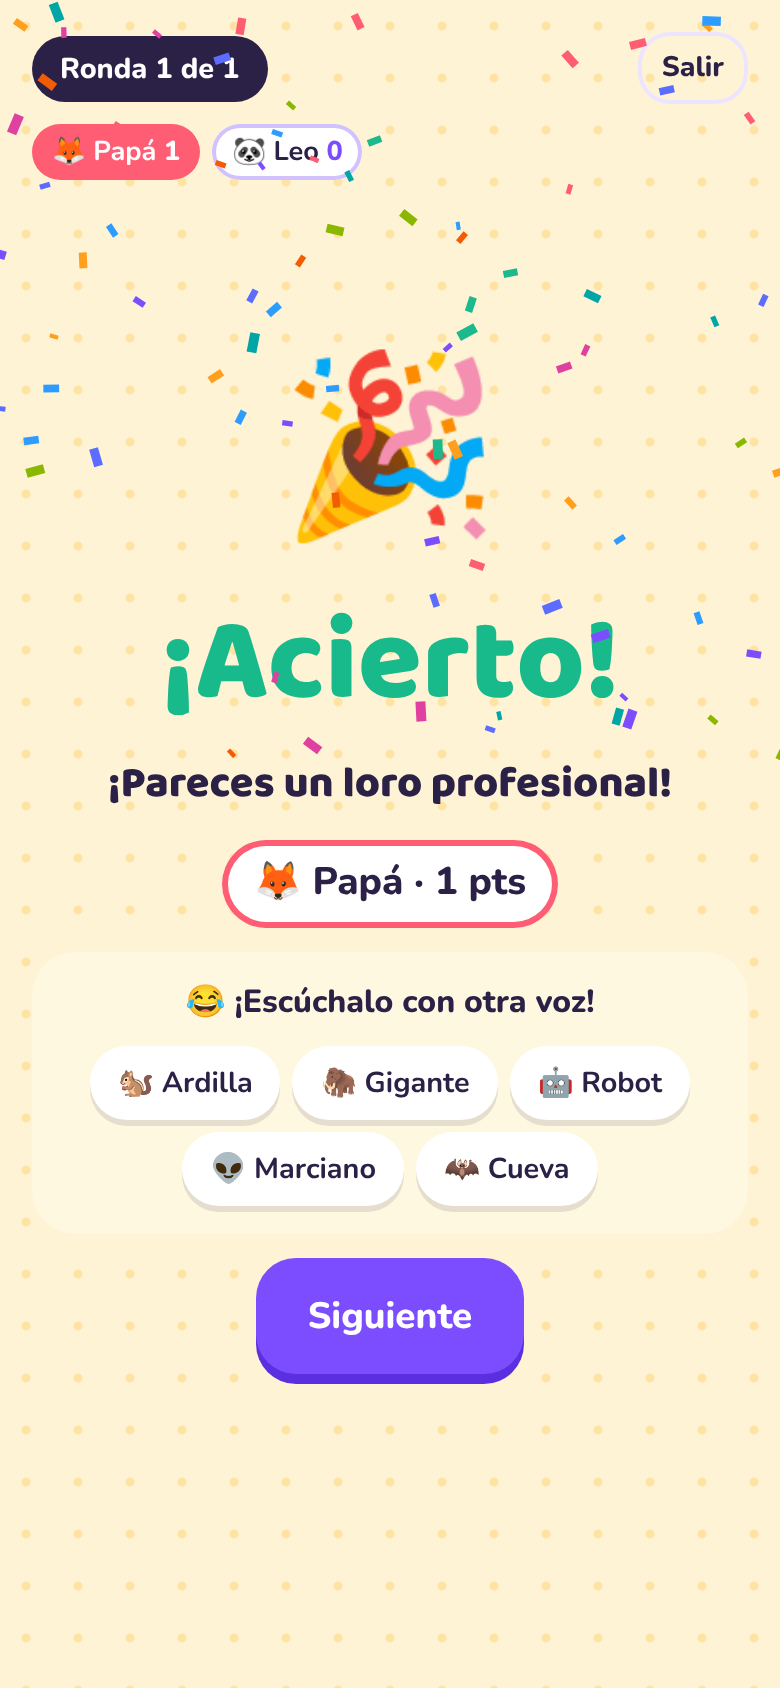 Ronda 1 de 1
Salir
Papá 1
Leo 0
¡Acierto!
¡Pareces un loro profesional!
Papá · 1 pts
¡Escúchalo con otra voz!
Ardilla
Gigante
Robot
Marciano
Cueva
Siguiente